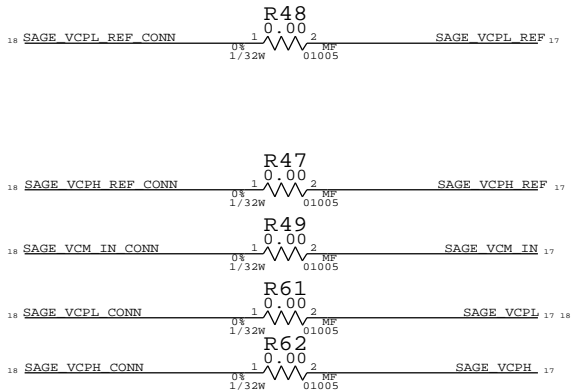 R48
0.00
18 SAGE_VCPL_REF_CONN 1 2 SAGE_VCPL_REF 17
0% MF
1/32W 01005
R47
0.00
18 SAGE_VCPH_REF_CONN 1 2 SAGE_VCPH_REF 17
0% MF
1/32W 01005
R49
0.00
18 SAGE_VCM_IN_CONN 1 2 SAGE_VCM_IN 17
0% MF
1/32W 01005
R61
0.00
18 SAGE_VCPL_CONN 1 2 SAGE_VCPL 17 18
0% MF
1/32W 01005
R62
0.00
18 SAGE_VCPH_CONN 1 2 SAGE_VCPH 17
0% MF
1/32W 01005